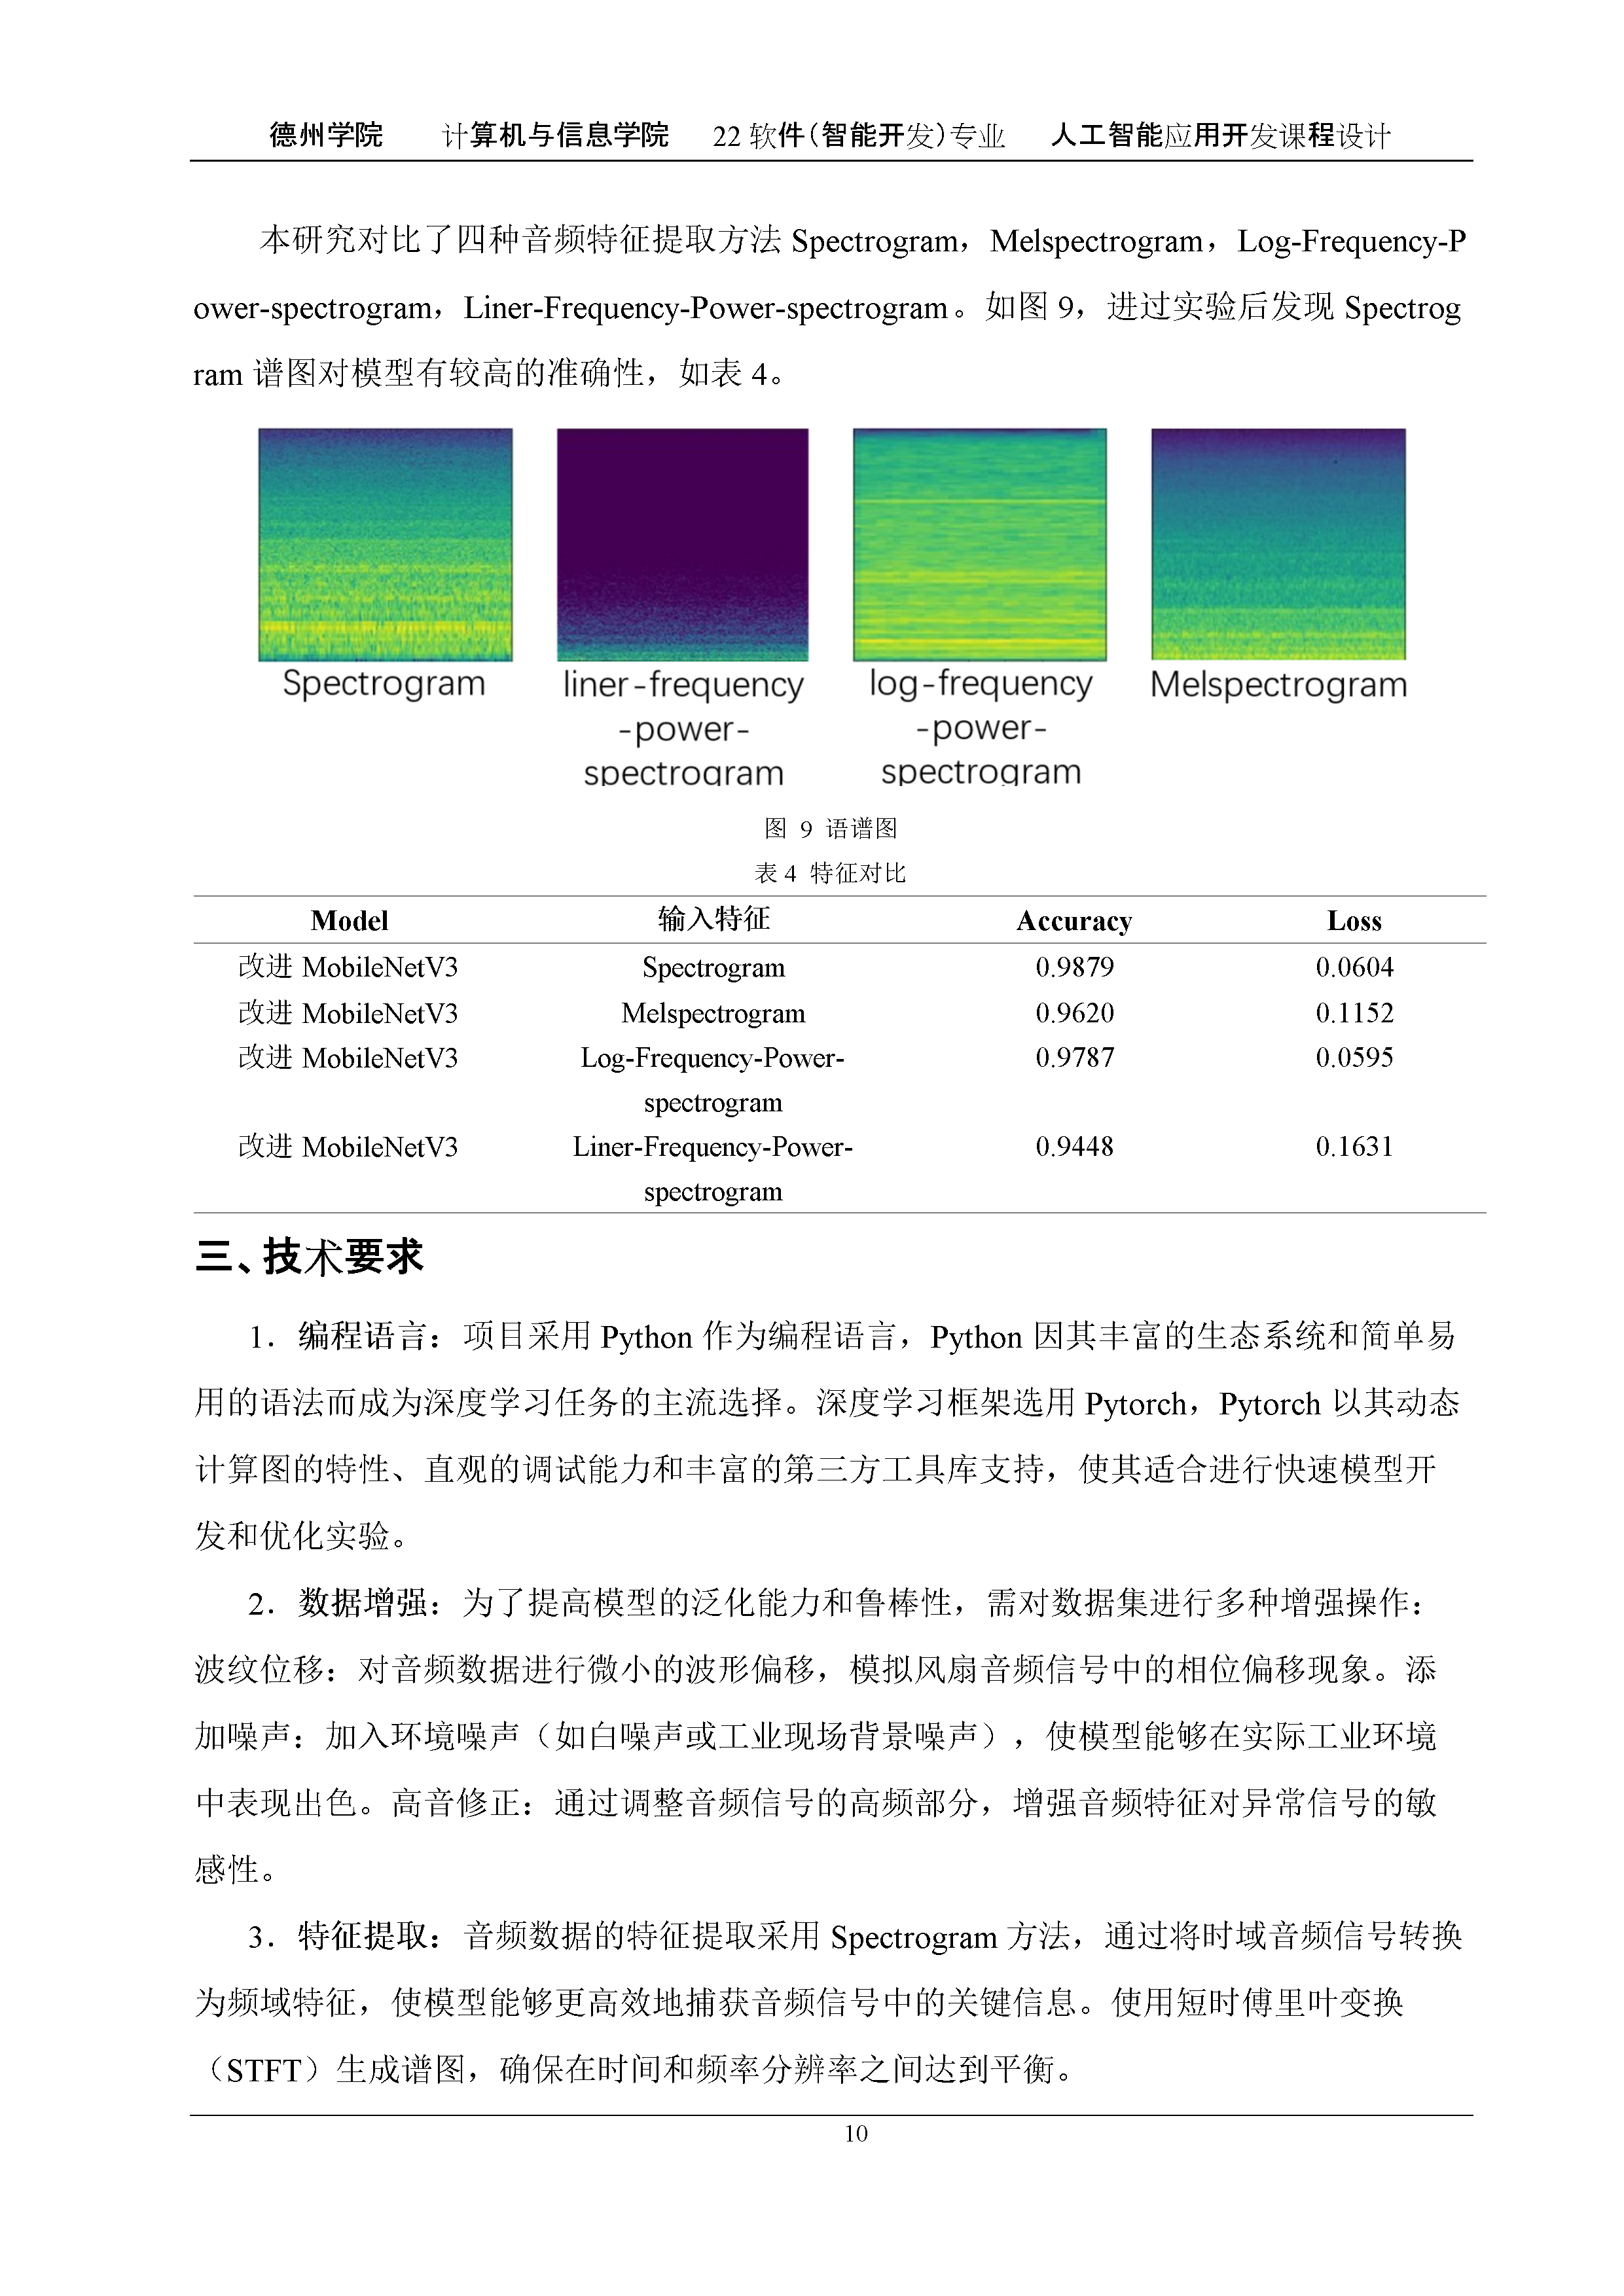 德州学院 计算机与信息学院 22 软件(智能开发)专业 人工智能应用开发课程设计
本研究对比了四种音频特征提取方法 Spectrogram，Melspectrogram，Log-Frequency-P
ower-spectrogram，Liner-Frequency-Power-spectrogram。如图 9，进过实验后发现 Spectrog
ram 谱图对模型有较高的准确性，如表 4。
Spectrogram liner-frequency log-frequency Melspectrogram
-power- -power-
spectrogram spectrogram
图 9 语谱图
表 4 特征对比
Model 输入特征 Accuracy Loss
改进 MobileNetV3 Spectrogram 0.9879 0.0604
改进 MobileNetV3 Melspectrogram 0.9620 0.1152
改进 MobileNetV3 Log-Frequency-Power- 0.9787 0.0595
spectrogram
改进 MobileNetV3 Liner-Frequency-Power- 0.9448 0.1631
spectrogram
三、技术要求
1. 编程语言：项目采用 Python 作为编程语言，Python 因其丰富的生态系统和简单易
用的语法而成为深度学习任务的主流选择。深度学习框架选用 Pytorch，Pytorch 以其动态
计算图的特性、直观的调试能力和丰富的第三方工具库支持，使其适合进行快速模型开
发和优化实验。
2. 数据增强：为了提高模型的泛化能力和鲁棒性，需对数据集进行多种增强操作：
波纹位移：对音频数据进行微小的波形偏移，模拟风扇音频信号中的相位偏移现象。添
加噪声：加入环境噪声（如白噪声或工业现场背景噪声），使模型能够在实际工业环境
中表现出色。高音修正：通过调整音频信号的高频部分，增强音频特征对异常信号的敏
感性。
3. 特征提取：音频数据的特征提取采用 Spectrogram 方法，通过将时域音频信号转换
为频域特征，使模型能够更高效地捕获音频信号中的关键信息。使用短时傅里叶变换
（STFT）生成谱图，确保在时间和频率分辨率之间达到平衡。
10